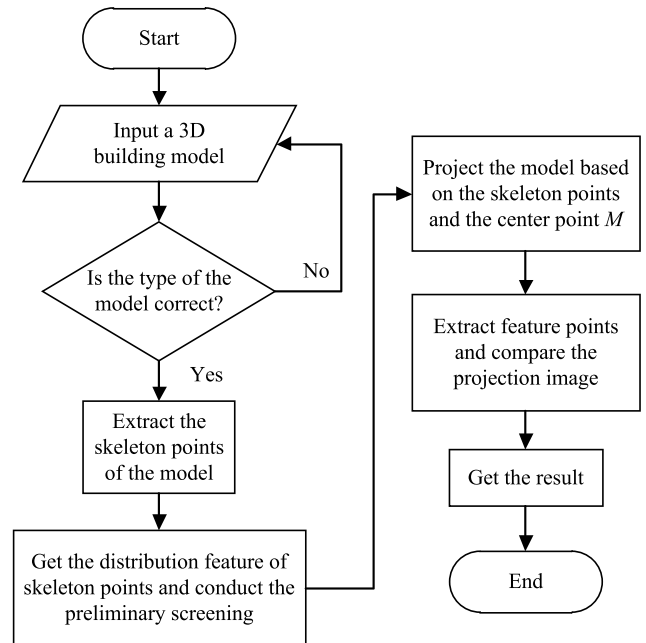 Start
Input a 3D
building model
Is the type of the
model correct?
No
Yes
Extract the
skeleton points
of the model
Get the distribution feature of
skeleton points and conduct the
preliminary screening
Project the model based
on the skeleton points
and the center point M
Extract feature points
and compare the
projection image
Get the result
End